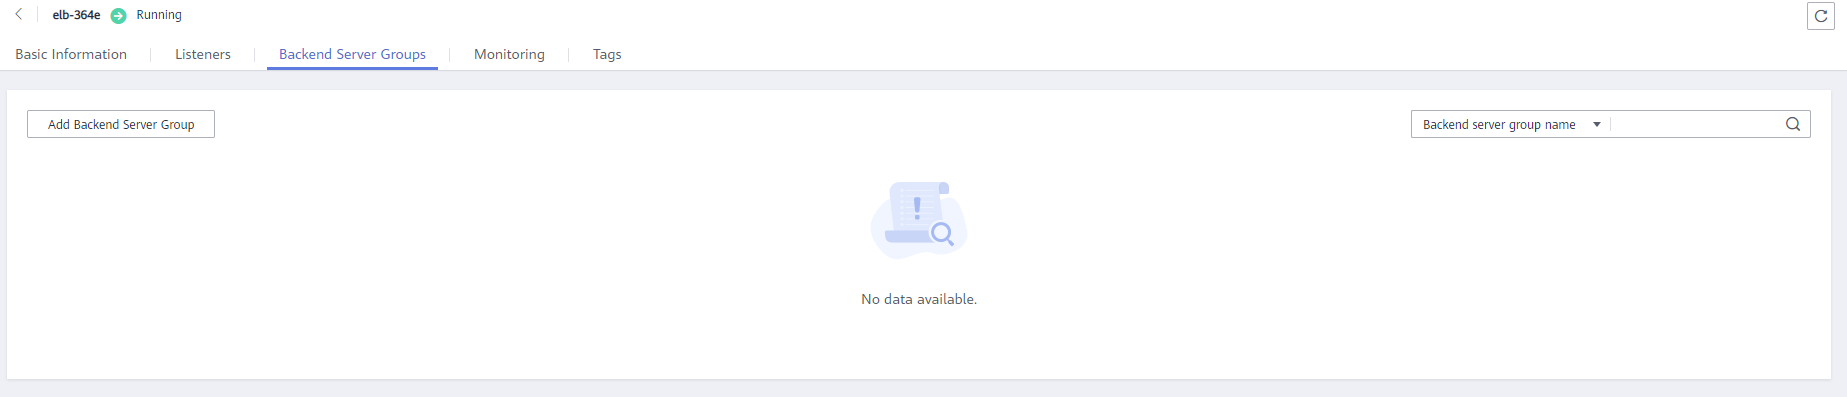 elb-364e Running
Basic Information Listeners Backend Server Groups Monitoring Tags
Add Backend Server Group Backend server group name
No data available.